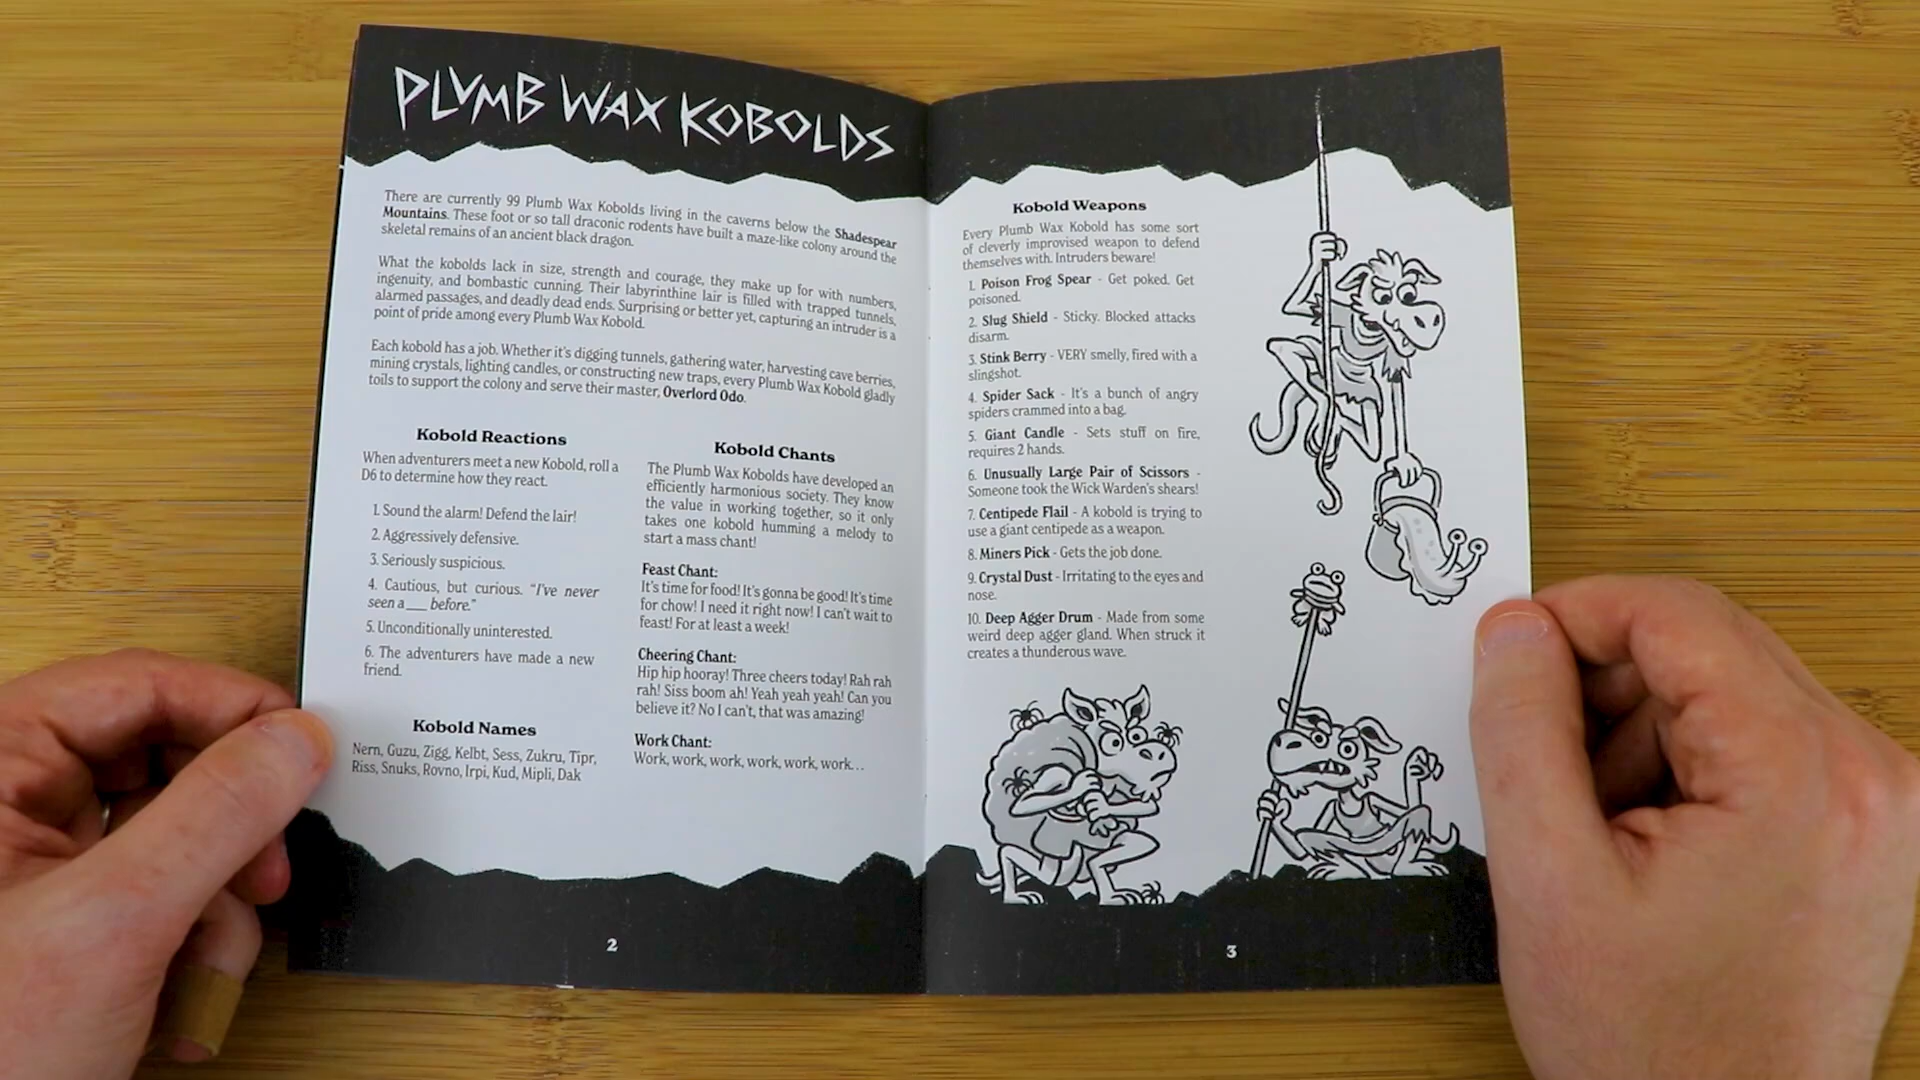 PLUMB WAX KOBOLDS
There are currently 99 Plumb Wax Kobolds living in the caverns below the Shadespear
Mountains. These foot or so tall draconic rodents have built a maze-like colony around the
skeletal remains of an ancient black dragon.
What the kobolds lack in size, strength and courage, they make up for with numbers,
ingenuity, and bombastic cunning. Their labyrinthine lair is filled with trapped tunnels,
alarmed passages, and deadly dead ends. Surprising or better yet, capturing an intruder is a
point of pride among every Plumb Wax Kobold.
Each kobold has a job. Whether it's digging tunnels, gathering water, harvesting cave berries,
mining crystals, lighting candles, or constructing new traps, every Plumb Wax Kobold gladly
toils to support the colony and serve their master, Overlord Odo.
Kobold Reactions
When adventurers meet a new Kobold, roll a
D6 to determine how they react.
1. Sound the alarm! Defend the lair!
2. Aggressively defensive.
3. Seriously suspicious.
4. Cautious, but curious. "I've never
seen a ___ before."
5. Unconditionally uninterested.
6. The adventurers have made a new
friend.
Kobold Names
Nern, Guzu, Zigg, Kelbt, Sess, Zukru, Tipr,
Riss, Snuks, Rovno, Irpi, Kud, Mipli, Dak
Kobold Chants
The Plumb Wax Kobolds have developed an
efficiently harmonious society. They know
the value in working together, so it only
takes one kobold humming a melody to
start a mass chant!
Feast Chant:
It's time for food! It's gonna be good! It's time
for chow! I need it right now! I can't wait to
feast! For at least a week!
Cheering Chant:
Hip hip hooray! Three cheers today! Rah rah
rah! Siss boom ah! Yeah yeah yeah! Can you
believe it? No I can't, that was amazing!
Work Chant:
Work, work, work, work, work, work...
2
Kobold Weapons
Every Plumb Wax Kobold has some sort
of cleverly improvised weapon to defend
themselves with. Intruders beware!
1. Poison Frog Spear - Get poked. Get
poisoned.
2. Slug Shield - Sticky. Blocked attacks
disarm.
3. Stink Berry - VERY smelly, fired with a
slingshot.
4. Spider Sack - It's a bunch of angry
spiders crammed into a bag.
5. Giant Candle - Sets stuff on fire,
requires 2 hands.
6. Unusually Large Pair of Scissors -
Someone took the Wick Warden's shears!
7. Centipede Flail - A kobold is trying to
use a giant centipede as a weapon.
8. Miners Pick - Gets the job done.
9. Crystal Dust - Irritating to the eyes and
nose.
10. Deep Agger Drum - Made from some
weird deep agger gland. When struck it
creates a thunderous wave.
3